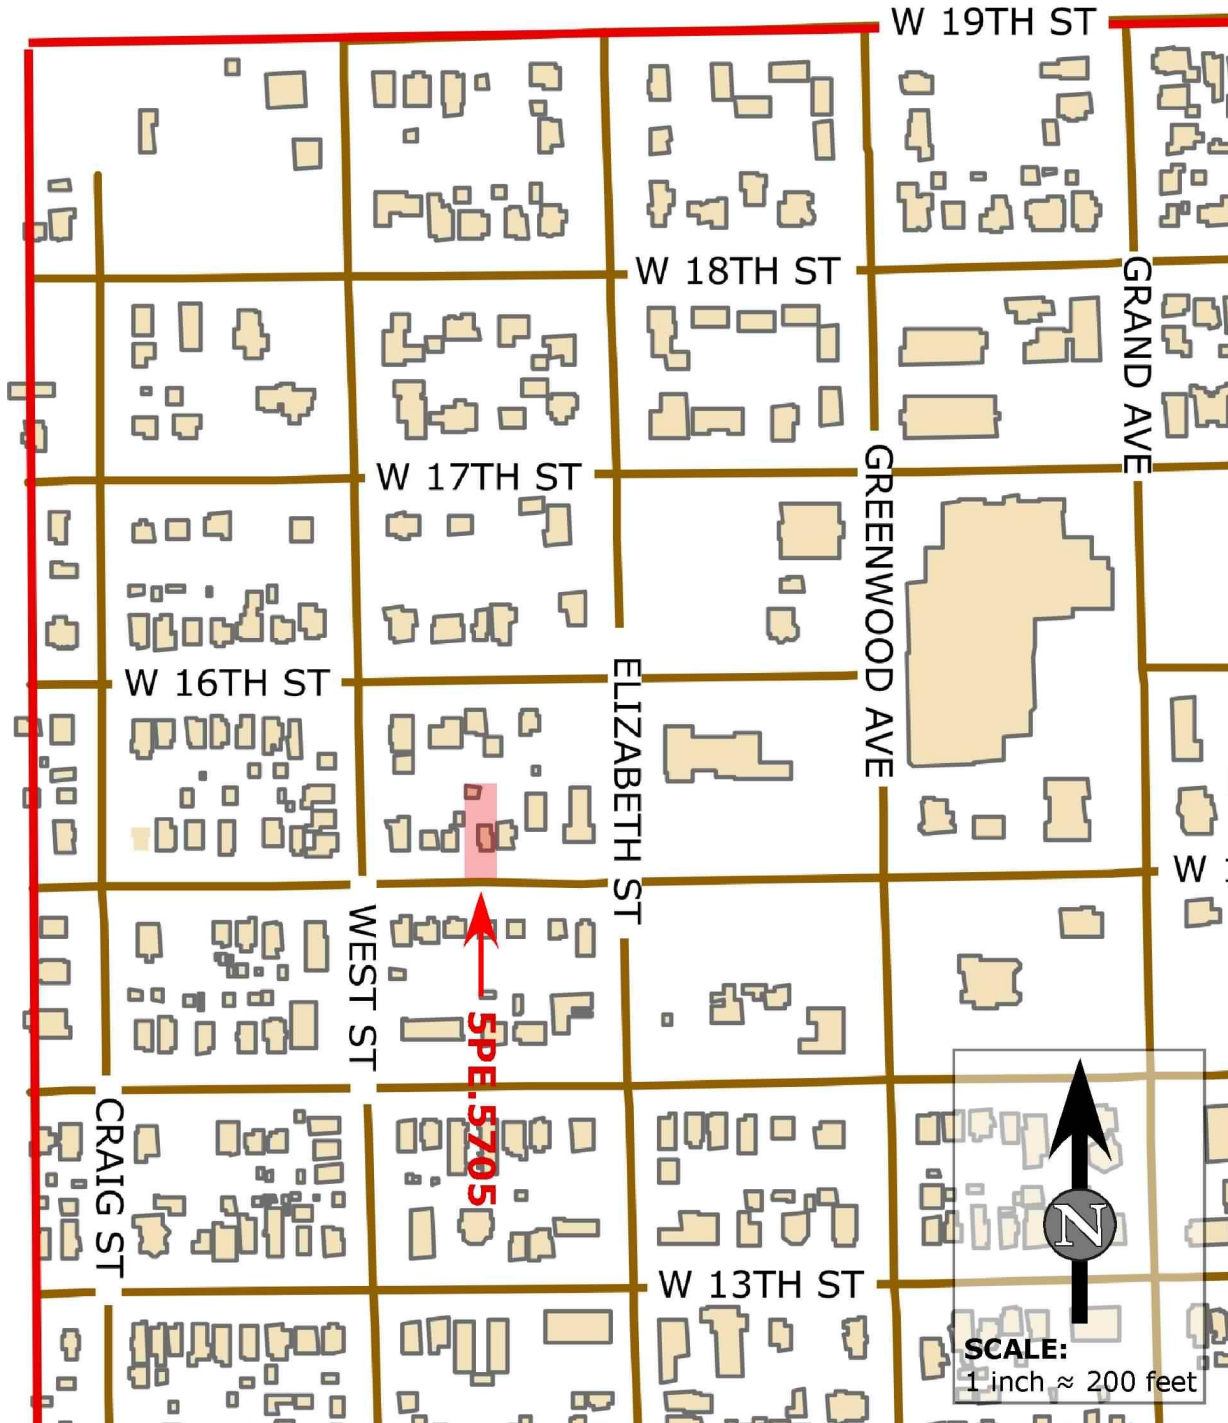 W 19TH ST
W 18TH ST
GRAND AVE
W 17TH ST
GREENWOOD AVE
W 16TH ST
ELIZABETH ST
W
WEST ST
5PE.5705
CRAIG ST
N
W 13TH ST
SCALE:
1 inch ≈ 200 feet